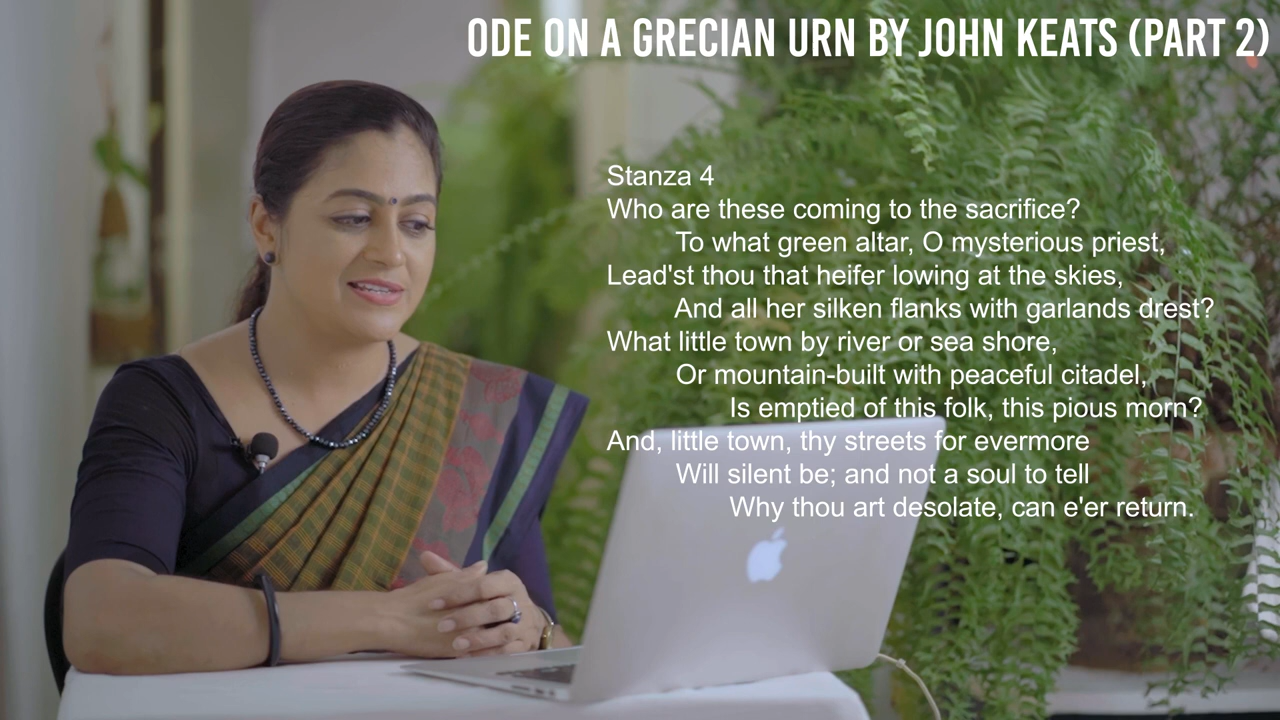 ODE ON A GRECIAN URN BY JOHN KEATS (PART 2)
Stanza 4
Who are these coming to the sacrifice?
To what green altar, O mysterious priest,
Lead'st thou that heifer lowing at the skies,
And all her silken flanks with garlands drest?
What little town by river or sea shore,
Or mountain-built with peaceful citadel,
Is emptied of this folk, this pious morn?
And, little town, thy streets for evermore
Will silent be; and not a soul to tell
Why thou art desolate, can e'er return.